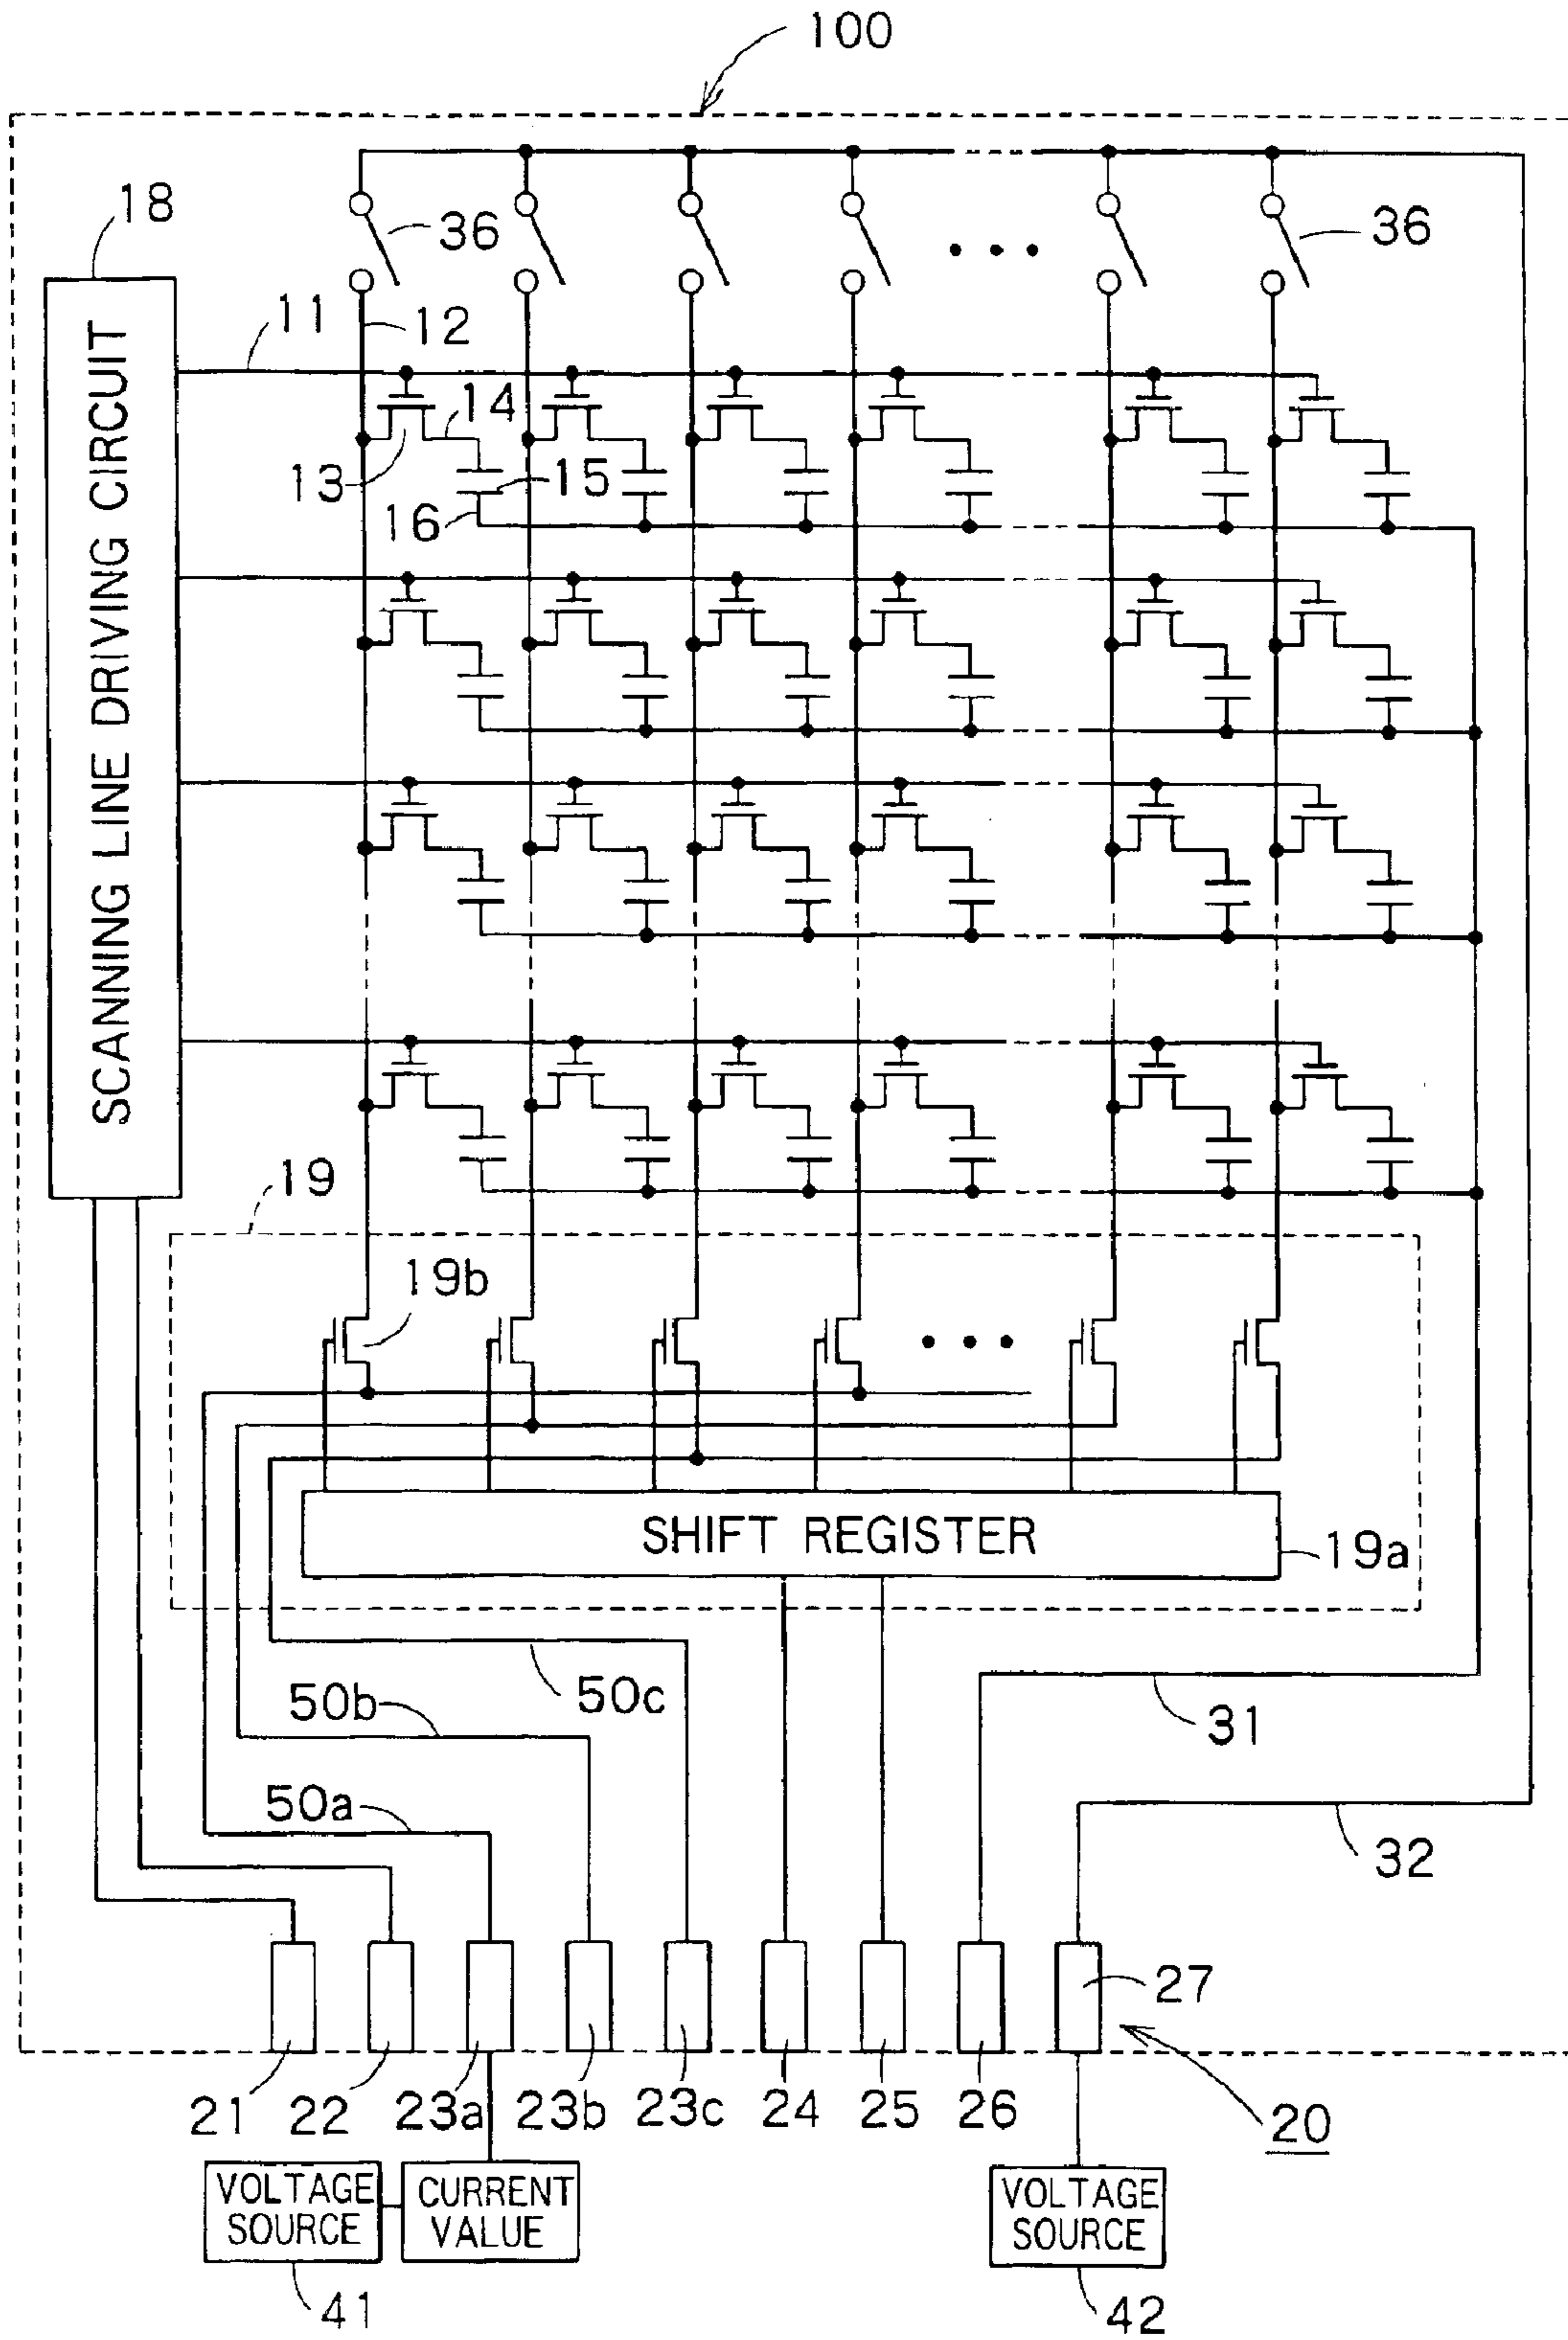 100
18
36
36
11
12
14
13
15
16
SCANNING LINE DRIVING CIRCUIT
19
19b
SHIFT REGISTER
19a
50c
50b
31
50a
32
27
21
22
23a
23b
23c
24
25
26
20
VOLTAGE
SOURCE
CURRENT
VALUE
VOLTAGE
SOURCE
41
42